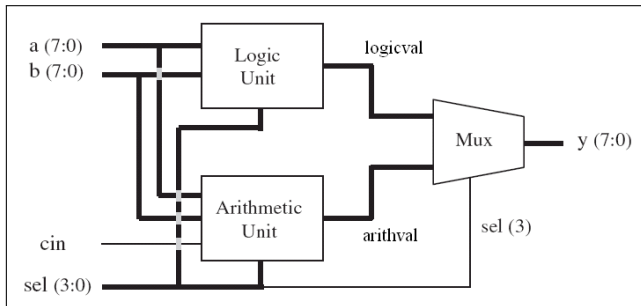 a (7:0)
b (7:0)
Logic
Unit
logicval
Mux
y (7:0)
Arithmetic
Unit
arithval
sel (3)
cin
sel (3:0)